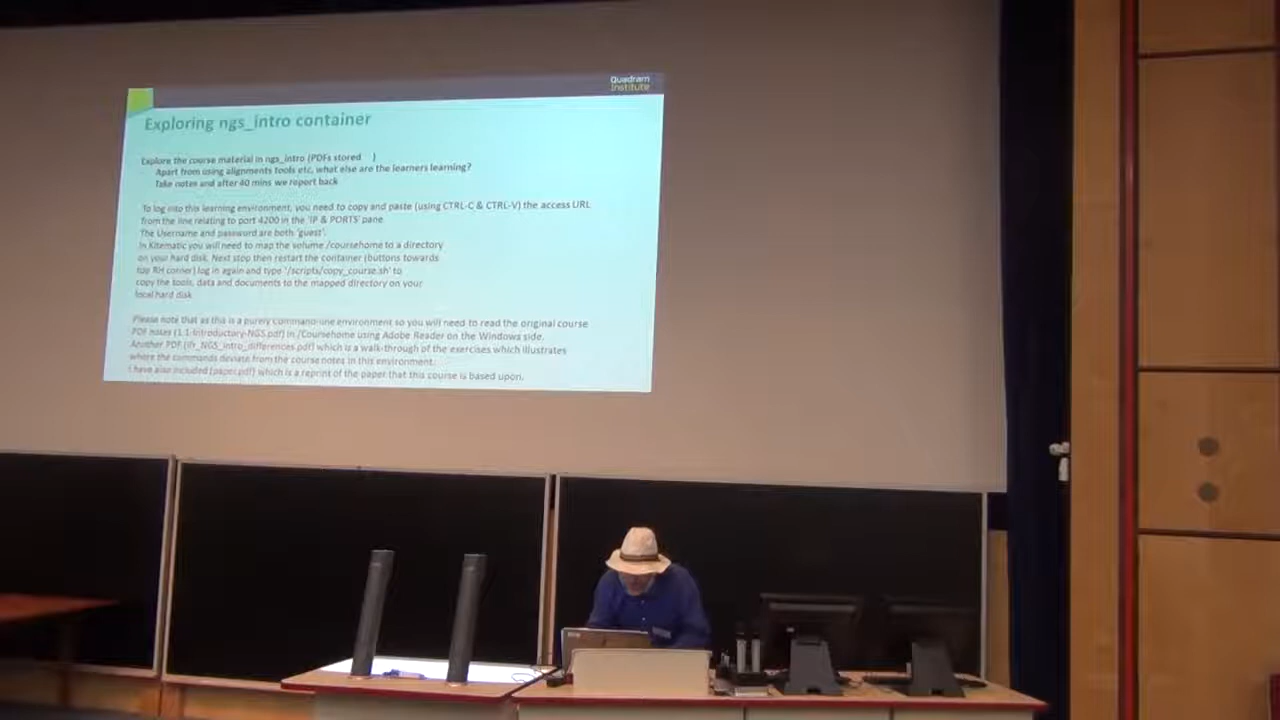 Quadram
Institute
Exploring ngs_intro container
Explore the course material in ngs_intro (PDFs stored )
Apart from using alignments tools etc, what else are the learners learning?
Take notes and after 40 mins we report back
To log into this learning environment, you need to copy and paste (using CTRL-C & CTRL-V) the access URL
from the line relating to port 4200 in the 'IP & PORTS' pane.
The Username and password are both 'guest'.
In Kitematic you will need to map the volume /coursehome to a directory
on your hard disk. Next stop then restart the container (buttons towards
top RH corner) log in again and type '/scripts/copy_course.sh' to
copy the tools, data and documents to the mapped directory on your
local hard disk
Please note that as this is a purely command-line environment so you will need to read the original course
PDF notes (1.1-Introductory-NGS.pdf) in /Coursehome using Adobe Reader on the Windows side.
Another PDF (ifr_NGS_intro_differences.pdf) which is a walk-through of the exercises which illustrates
where the commands deviate from the course notes in this environment.
I have also included (paper.pdf) which is a reprint of the paper that this course is based upon.